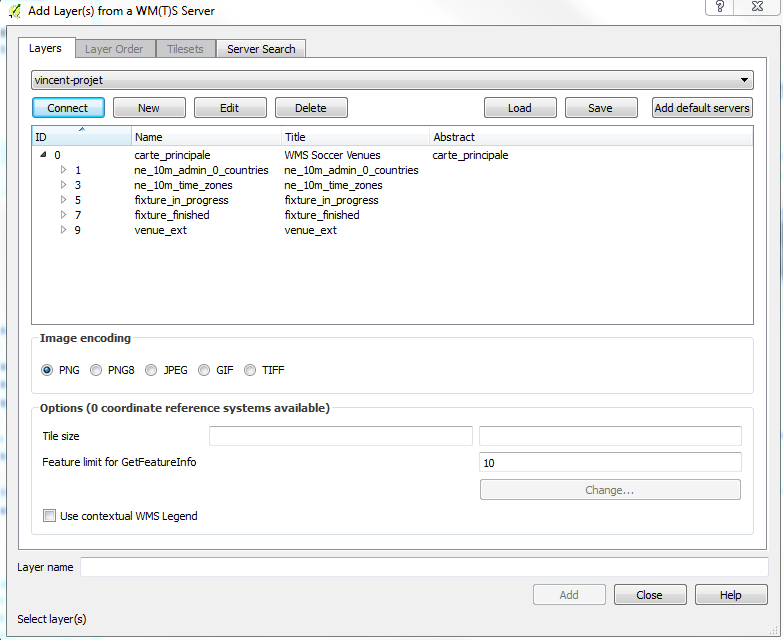 Add Layer(s) from a WM(T)S Server
?
Layers Layer Order Tilesets Server Search
vincent-projet
Connect New Edit Delete Load Save Add default servers
ID Name Title Abstract
0 carte_principale WMS Soccer Venues carte_principale
1 ne_10m_admin_0_countries ne_10m_admin_0_countries
3 ne_10m_time_zones ne_10m_time_zones
5 fixture_in_progress fixture_in_progress
7 fixture_finished fixture_finished
9 venue_ext venue_ext
Image encoding
PNG PNG8 JPEG GIF TIFF
Options (0 coordinate reference systems available)
Tile size
Feature limit for GetFeatureInfo 10
Change...
Use contextual WMS Legend
Layer name
Add Close Help
Select layer(s)